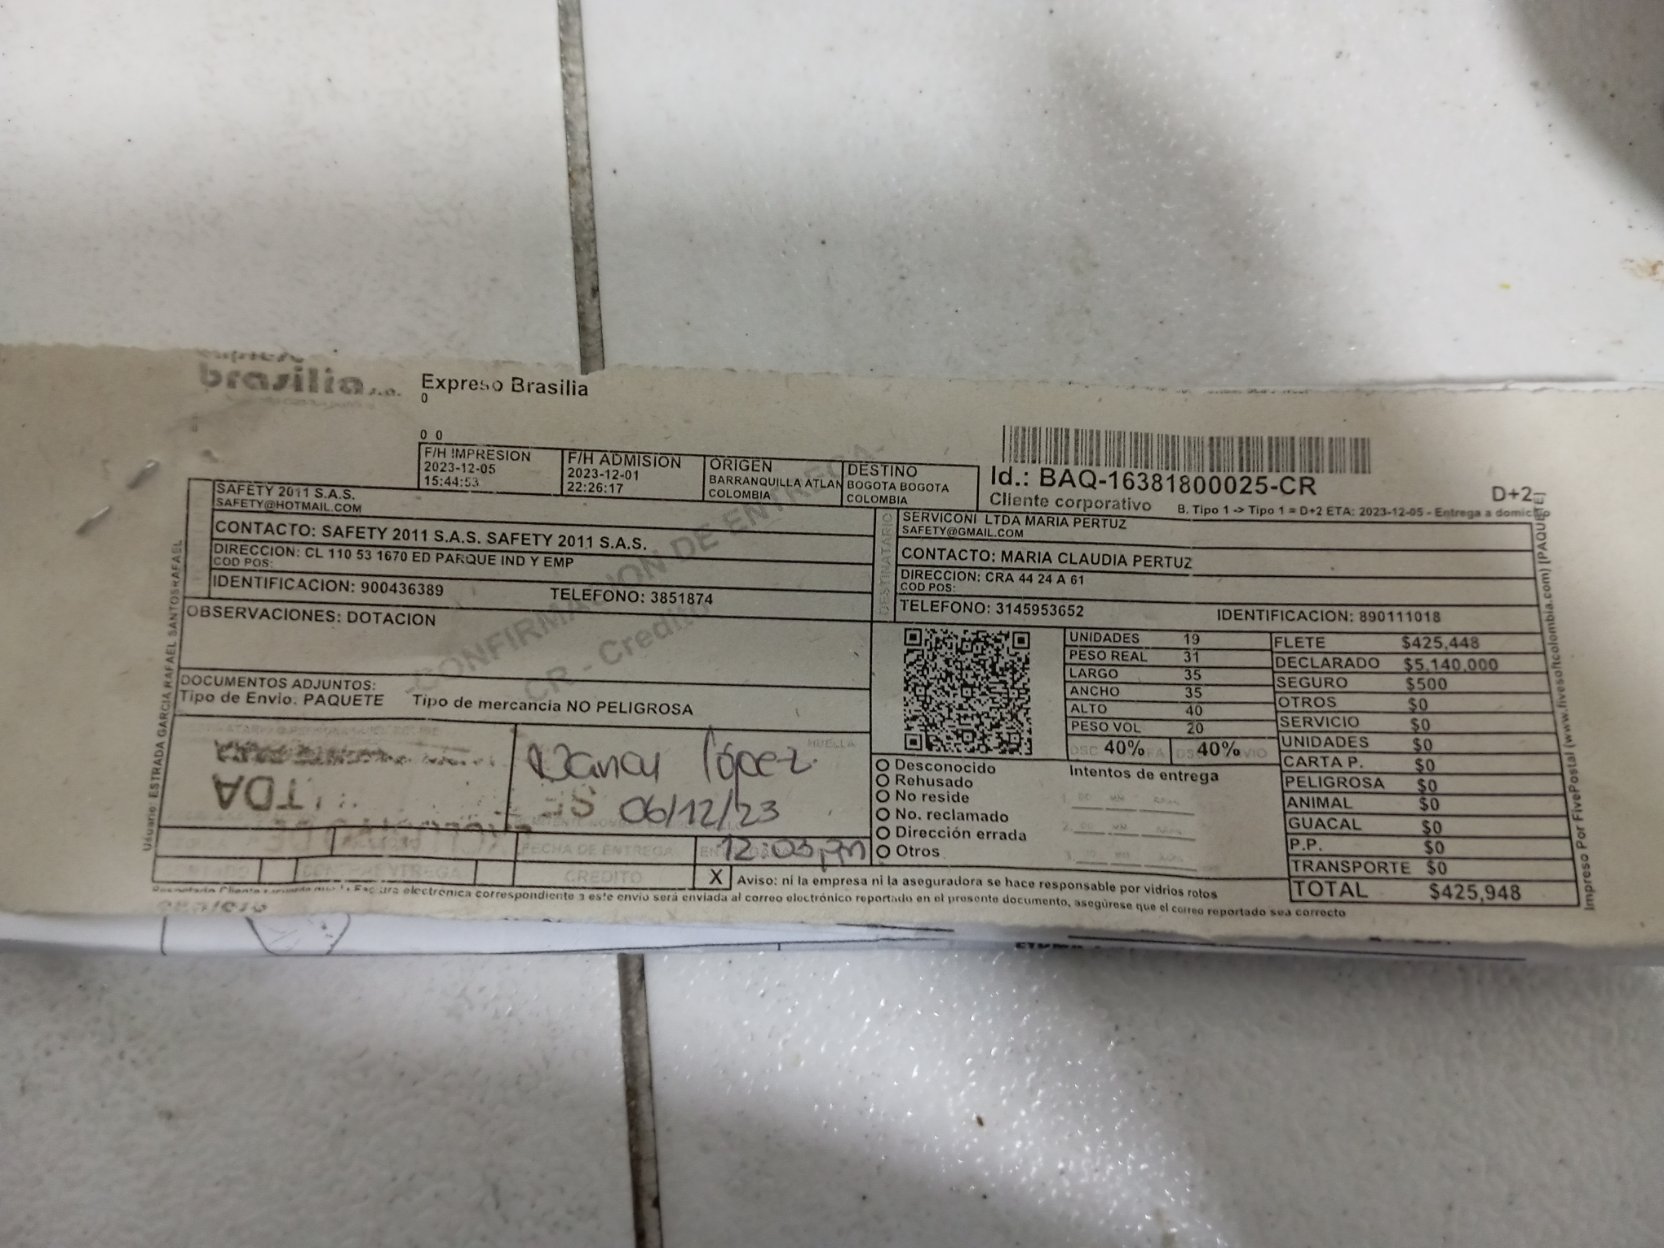 brasilia
Expreso Brasilia
0
0 0
F/H IMPRESION
2023-12-05
15:44:53
F/H ADMISION
2023-12-01
22:26:17
ORIGEN
BARRANQUILLA ATLAN
COLOMBIA
DESTINO
BOGOTA BOGOTA
COLOMBIA
Id.: BAQ-16381800025-CR
Cliente corporativo
D+2
B. Tipo 1 -> Tipo 1 = D+2 ETA: 2023-12-05 - Entrega a domicilio
SAFETY 2011 S.A.S.
SAFETY@HOTMAIL.COM
CONTACTO: SAFETY 2011 S.A.S. SAFETY 2011 S.A.S.
DIRECCION: CL 110 53 1670 ED PARQUE IND Y EMP
COD POS:
IDENTIFICACION: 900436389 TELEFONO: 3851874
OBSERVACIONES: DOTACION
DOCUMENTOS ADJUNTOS:
Tipo de Envio. PAQUETE Tipo de mercancia NO PELIGROSA
CONFIRMACION DE ENTREGA-
CR - Credito
DESTINATARIO
SERVICONI LTDA MARIA PERTUZ
SAFETY@GMAIL.COM
CONTACTO: MARIA CLAUDIA PERTUZ
DIRECCION: CRA 44 24 A 61
COD POS:
TELEFONO: 3145953652 IDENTIFICACION: 890111018
UNIDADES 19
PESO REAL 31
LARGO 35
ANCHO 35
ALTO 40
PESO VOL 20
40% 40%
FLETE $425,448
DECLARADO $5,140,000
SEGURO $500
OTROS $0
SERVICIO $0
UNIDADES $0
CARTA P. $0
PELIGROSA $0
ANIMAL $0
GUACAL $0
P.P. $0
TRANSPORTE $0
TOTAL $425,948
Desconocido
Rehusado
No reside
No. reclamado
Dirección errada
Otros
Intentos de entrega
HUELLA
López
06/12/23
12:03 pm
LTDA
FECHA DE ENTREGA
CREDITO
X
Aviso: ni la empresa ni la aseguradora se hace responsable por vidrios rotos
electrónica correspondiente a este envio será enviada al correo electrónico reportado en el presente documento, asegúrese que el correo reportado sea correcto
Usuario ESTRADA GARCIA RAFAEL SANTOS RAFAEL
Impreso Por FivePostal (www.fivesoftcolombia.com) [PAQUETE]